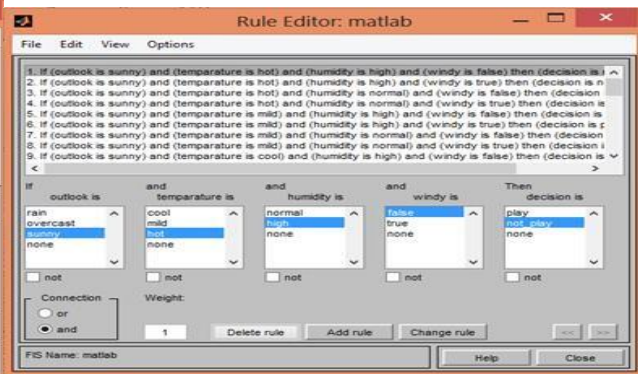 Rule Editor: matlab
File Edit View Options
1. If (outlook is sunny) and (temparature is hot) and (humidity is high) and (windy is false) then (decision is
2. If (outlook is sunny) and (temparature is hot) and (humidity is high) and (windy is true) then (decision is n
3. If (outlook is sunny) and (temparature is hot) and (humidity is normal) and (windy is false) then (decision
4. If (outlook is sunny) and (temparature is hot) and (humidity is normal) and (windy is true) then (decision is
5. If (outlook is sunny) and (temparature is mild) and (humidity is high) and (windy is false) then (decision is
6. If (outlook is sunny) and (temparature is mild) and (humidity is high) and (windy is true) then (decision is p
7. If (outlook is sunny) and (temparature is mild) and (humidity is normal) and (windy is false) then (decision
8. If (outlook is sunny) and (temparature is mild) and (humidity is normal) and (windy is true) then (decision i
9. If (outlook is sunny) and (temparature is cool) and (humidity is high) and (windy is false) then (decision is
If and and and Then
outlook is temparature is humidity is windy is decision is
rain cool normal false play
overcast mild high true not_play
sunny hot none none none
none none
not not not not not
Connection Weight:
or
and 1 Delete rule Add rule Change rule << >>
FIS Name: matlab Help Close